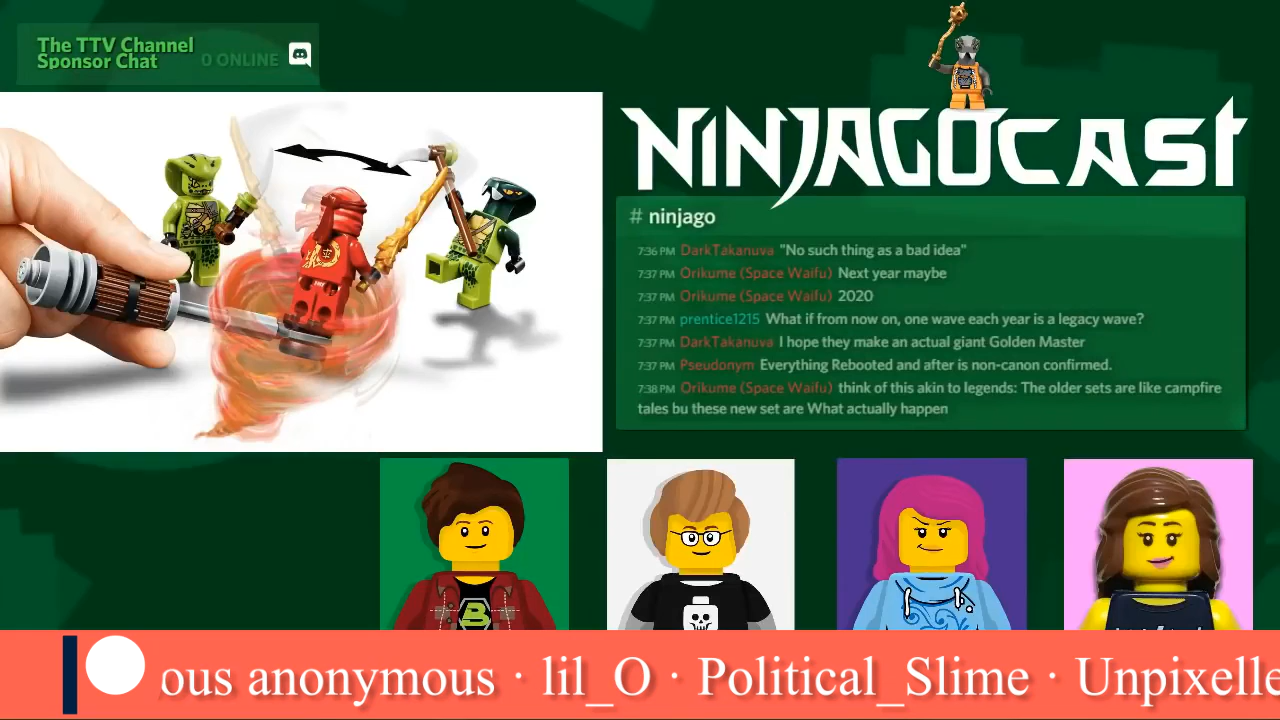 The TTV Channel
Sponsor Chat
0 ONLINE
NINJAGOCAST
# ninjago
7:36 PM DarkTakanuva "No such thing as a bad idea"
7:37 PM Orikume (Space Waifu) Next year maybe
7:37 PM Orikume (Space Waifu) 2020
7:37 PM prentice1215 What if from now on, one wave each year is a legacy wave?
7:37 PM DarkTakanuva I hope they make an actual giant Golden Master
7:37 PM Pseudonym Everything Rebooted and after is non-canon confirmed.
7:38 PM Orikume (Space Waifu) think of this akin to legends: The older sets are like campfire
tales bu these new set are What actually happen
B
ous anonymous · lil_O · Political_Slime · Unpixelle